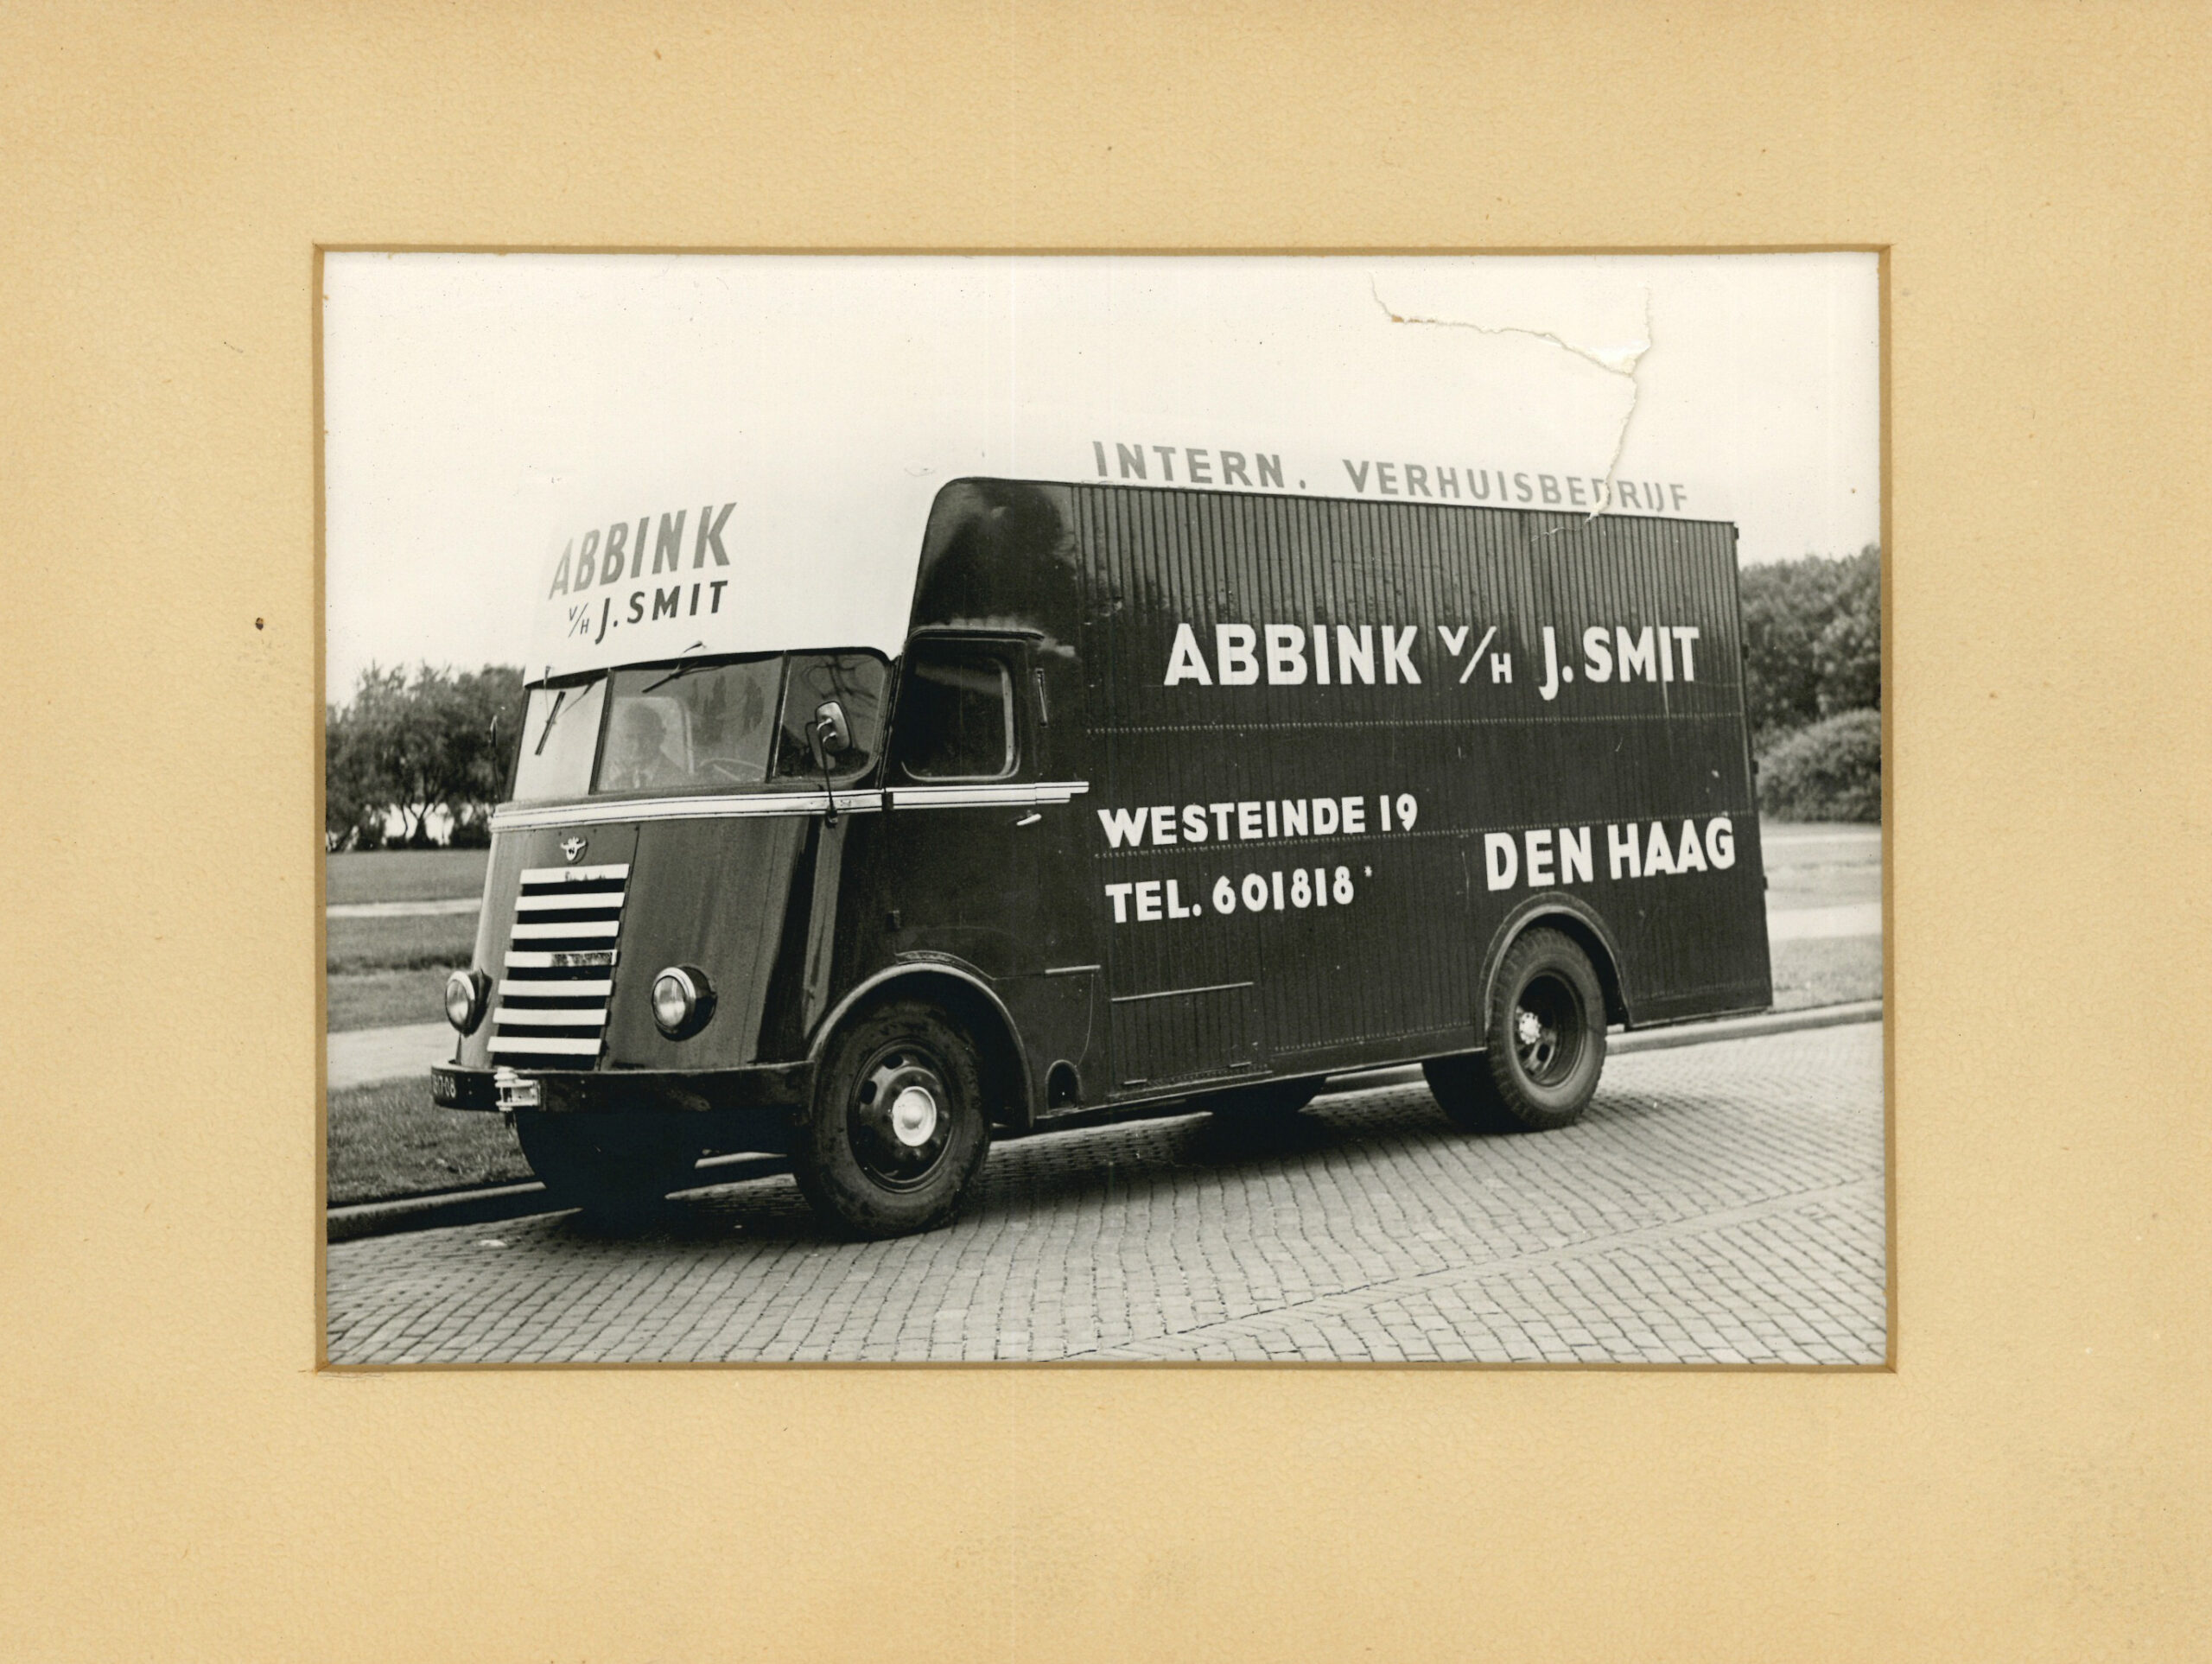 INTERN. VERHUISBEDRIJF
ABBINK
V/H J. SMIT
ABBINK V/H J. SMIT
WESTEINDE 19
TEL. 601818
DEN HAAG